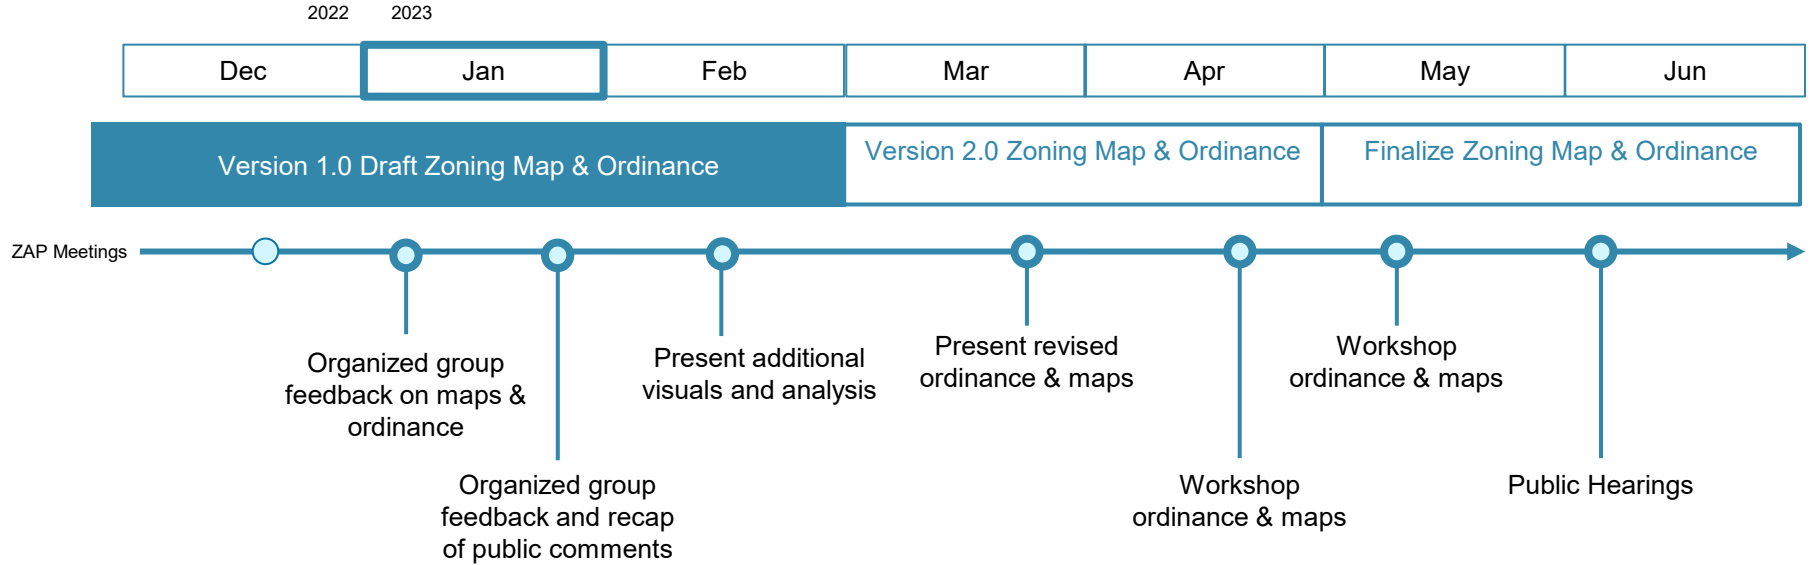 2022 2023
Dec Jan Feb Mar Apr May Jun
Version 1.0 Draft Zoning Map & Ordinance
Version 2.0 Zoning Map & Ordinance
Finalize Zoning Map & Ordinance
ZAP Meetings
Organized group
feedback on maps &
ordinance
Organized group
feedback and recap
of public comments
Present additional
visuals and analysis
Present revised
ordinance & maps
Workshop
ordinance & maps
Workshop
ordinance & maps
Public Hearings